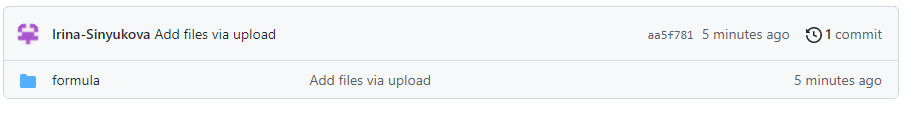 Irina-Sinyukova Add files via upload aa5f781 5 minutes ago 1 commit
formula Add files via upload 5 minutes ago